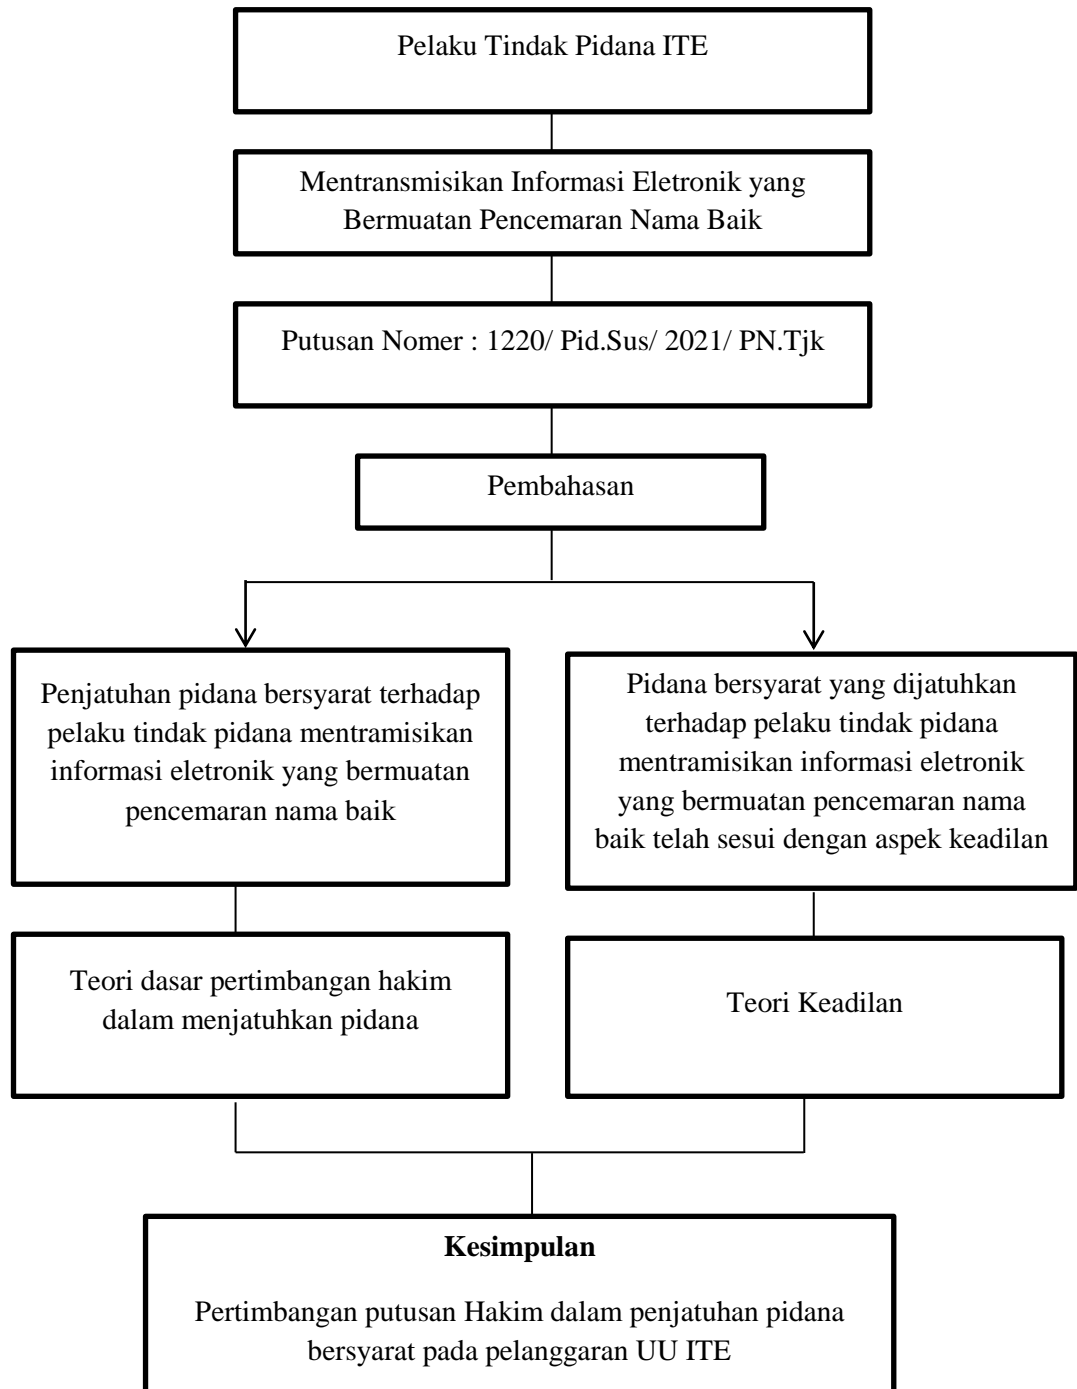 Pelaku Tindak Pidana ITE
Mentransmisikan Informasi Eletronik yang
Bermuatan Pencemaran Nama Baik
Putusan Nomer : 1220/ Pid.Sus/ 2021/ PN.Tjk
Pembahasan
Penjatuhan pidana bersyarat terhadap
pelaku tindak pidana mentramisikan
informasi eletronik yang bermuatan
pencemaran nama baik
Pidana bersyarat yang dijatuhkan
terhadap pelaku tindak pidana
mentramisikan informasi eletronik
yang bermuatan pencemaran nama
baik telah sesui dengan aspek keadilan
Teori dasar pertimbangan hakim
dalam menjatuhkan pidana
Teori Keadilan
Kesimpulan
Pertimbangan putusan Hakim dalam penjatuhan pidana
bersyarat pada pelanggaran UU ITE